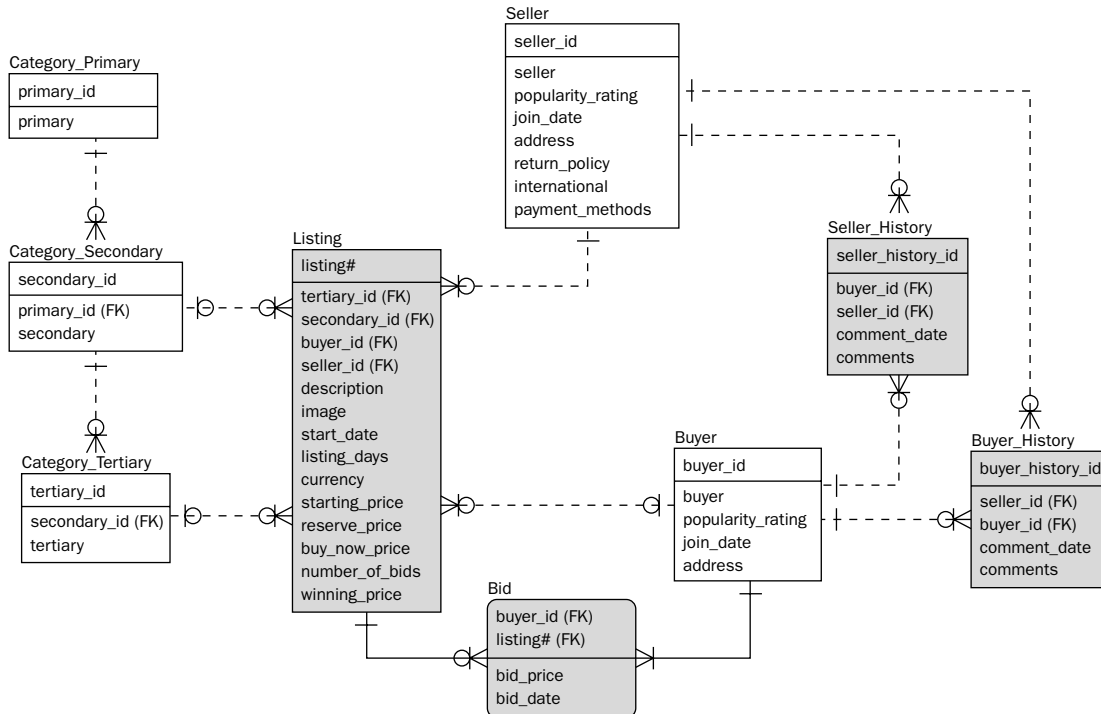 Seller
seller_id
seller
popularity_rating
join_date
address
return_policy
international
payment_methods
Category_Primary
primary_id
primary
Category_Secondary
secondary_id
primary_id (FK)
secondary
Category_Tertiary
tertiary_id
secondary_id (FK)
tertiary
Listing
listing#
tertiary_id (FK)
secondary_id (FK)
buyer_id (FK)
seller_id (FK)
description
image
start_date
listing_days
currency
starting_price
reserve_price
buy_now_price
number_of_bids
winning_price
Seller_History
seller_history_id
buyer_id (FK)
seller_id (FK)
comment_date
comments
Buyer
buyer_id
buyer
popularity_rating
join_date
address
Buyer_History
buyer_history_id
seller_id (FK)
buyer_id (FK)
comment_date
comments
Bid
buyer_id (FK)
listing# (FK)
bid_price
bid_date